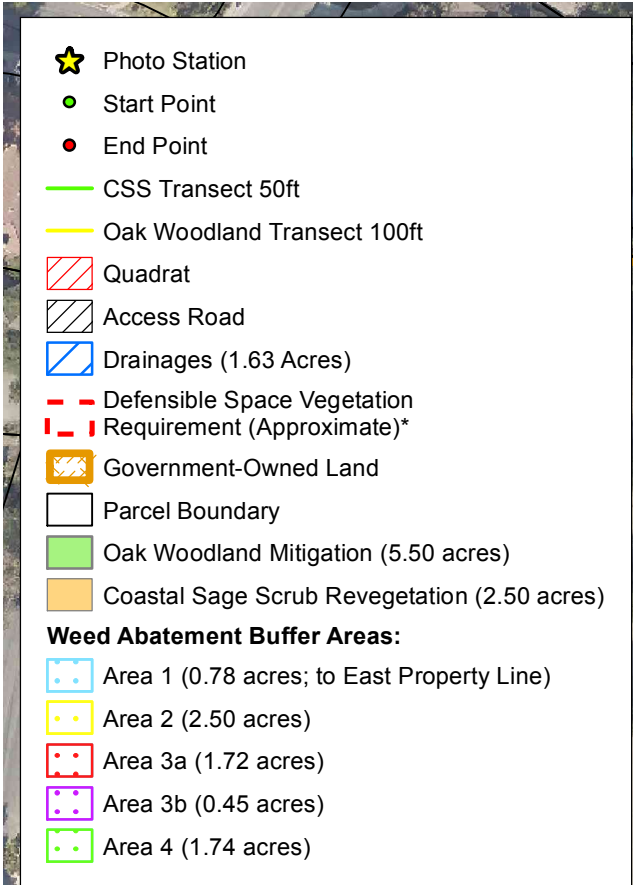 Photo Station
Start Point
End Point
CSS Transect 50ft
Oak Woodland Transect 100ft
Quadrat
Access Road
Drainages (1.63 Acres)
Defensible Space Vegetation
Requirement (Approximate)*
Government-Owned Land
Parcel Boundary
Oak Woodland Mitigation (5.50 acres)
Coastal Sage Scrub Revegetation (2.50 acres)
Weed Abatement Buffer Areas:
Area 1 (0.78 acres; to East Property Line)
Area 2 (2.50 acres)
Area 3a (1.72 acres)
Area 3b (0.45 acres)
Area 4 (1.74 acres)